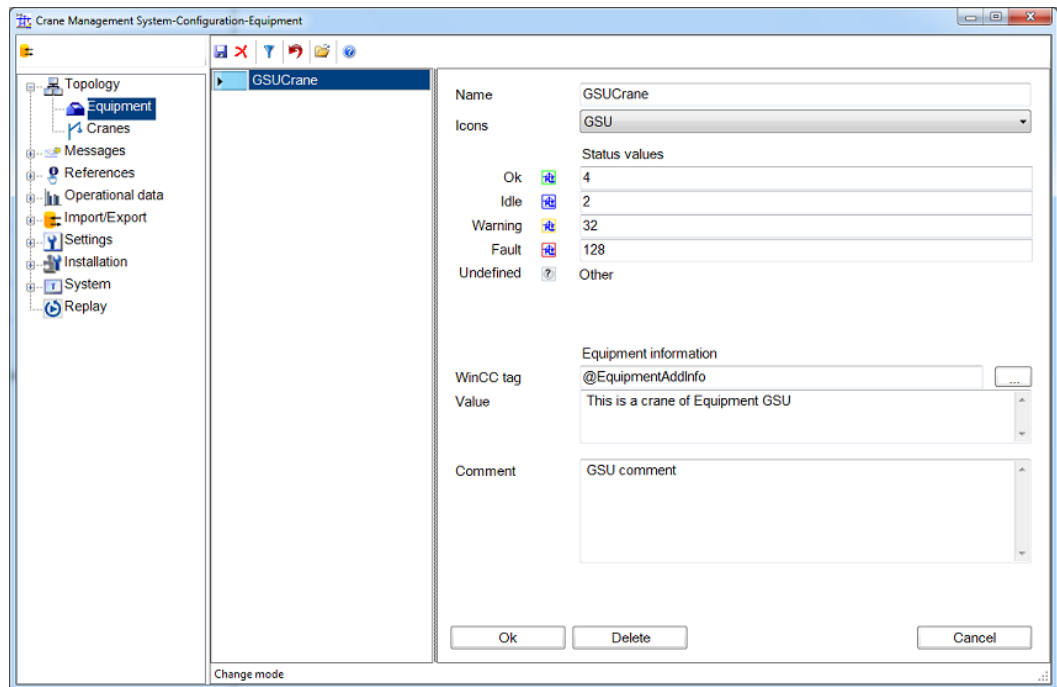 Crane Management System-Configuration-Equipment
Topology
Equipment
Cranes
Messages
References
Operational data
Import/Export
Settings
Installation
System
Replay
GSUCrane
Name GSUCrane
Icons GSU
Status values
Ok 4
Idle 2
Warning 32
Fault 128
Undefined ? Other
Equipment information
WinCC tag @EquipmentAddInfo ...
Value This is a crane of Equipment GSU
Comment GSU comment
Ok Delete Cancel
Change mode